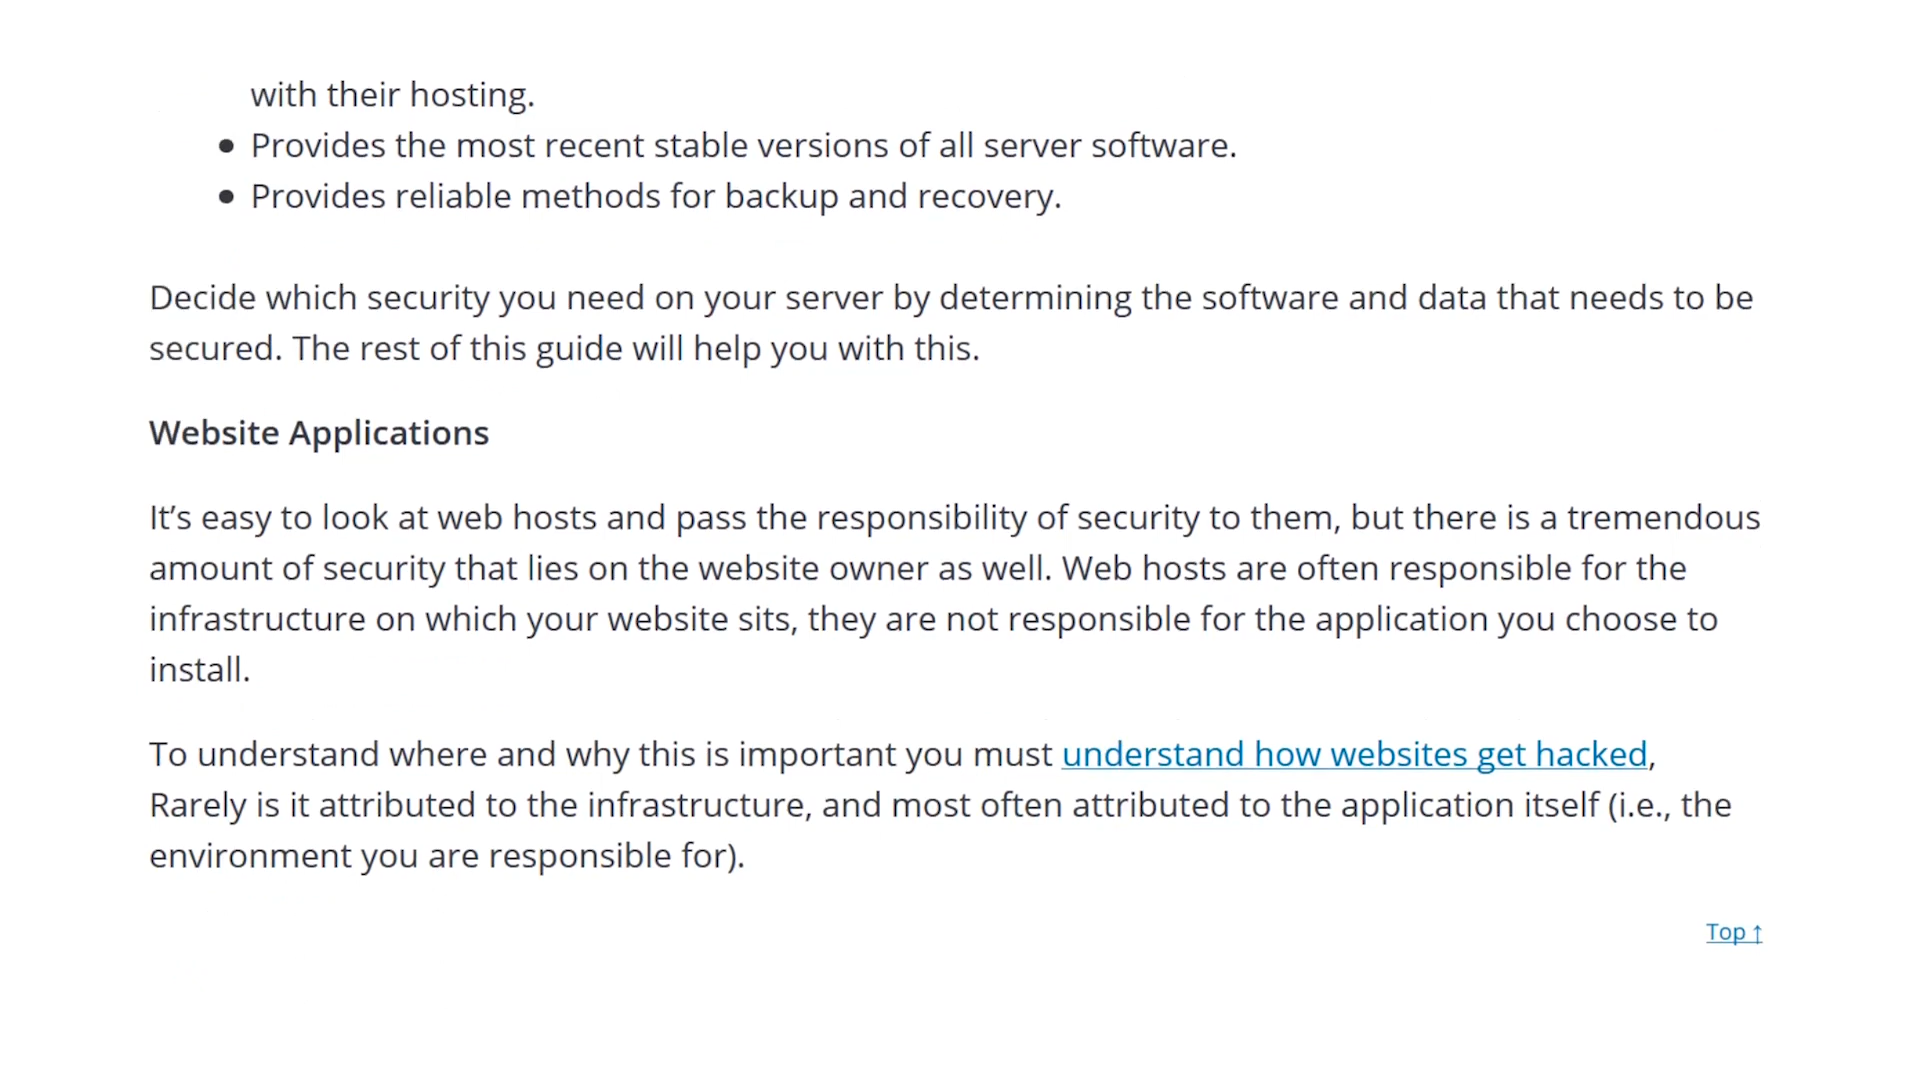 with their hosting.
• Provides the most recent stable versions of all server software.
• Provides reliable methods for backup and recovery.
Decide which security you need on your server by determining the software and data that needs to be
secured. The rest of this guide will help you with this.
Website Applications
It’s easy to look at web hosts and pass the responsibility of security to them, but there is a tremendous
amount of security that lies on the website owner as well. Web hosts are often responsible for the
infrastructure on which your website sits, they are not responsible for the application you choose to
install.
To understand where and why this is important you must understand how websites get hacked,
Rarely is it attributed to the infrastructure, and most often attributed to the application itself (i.e., the
environment you are responsible for).
Top ↑